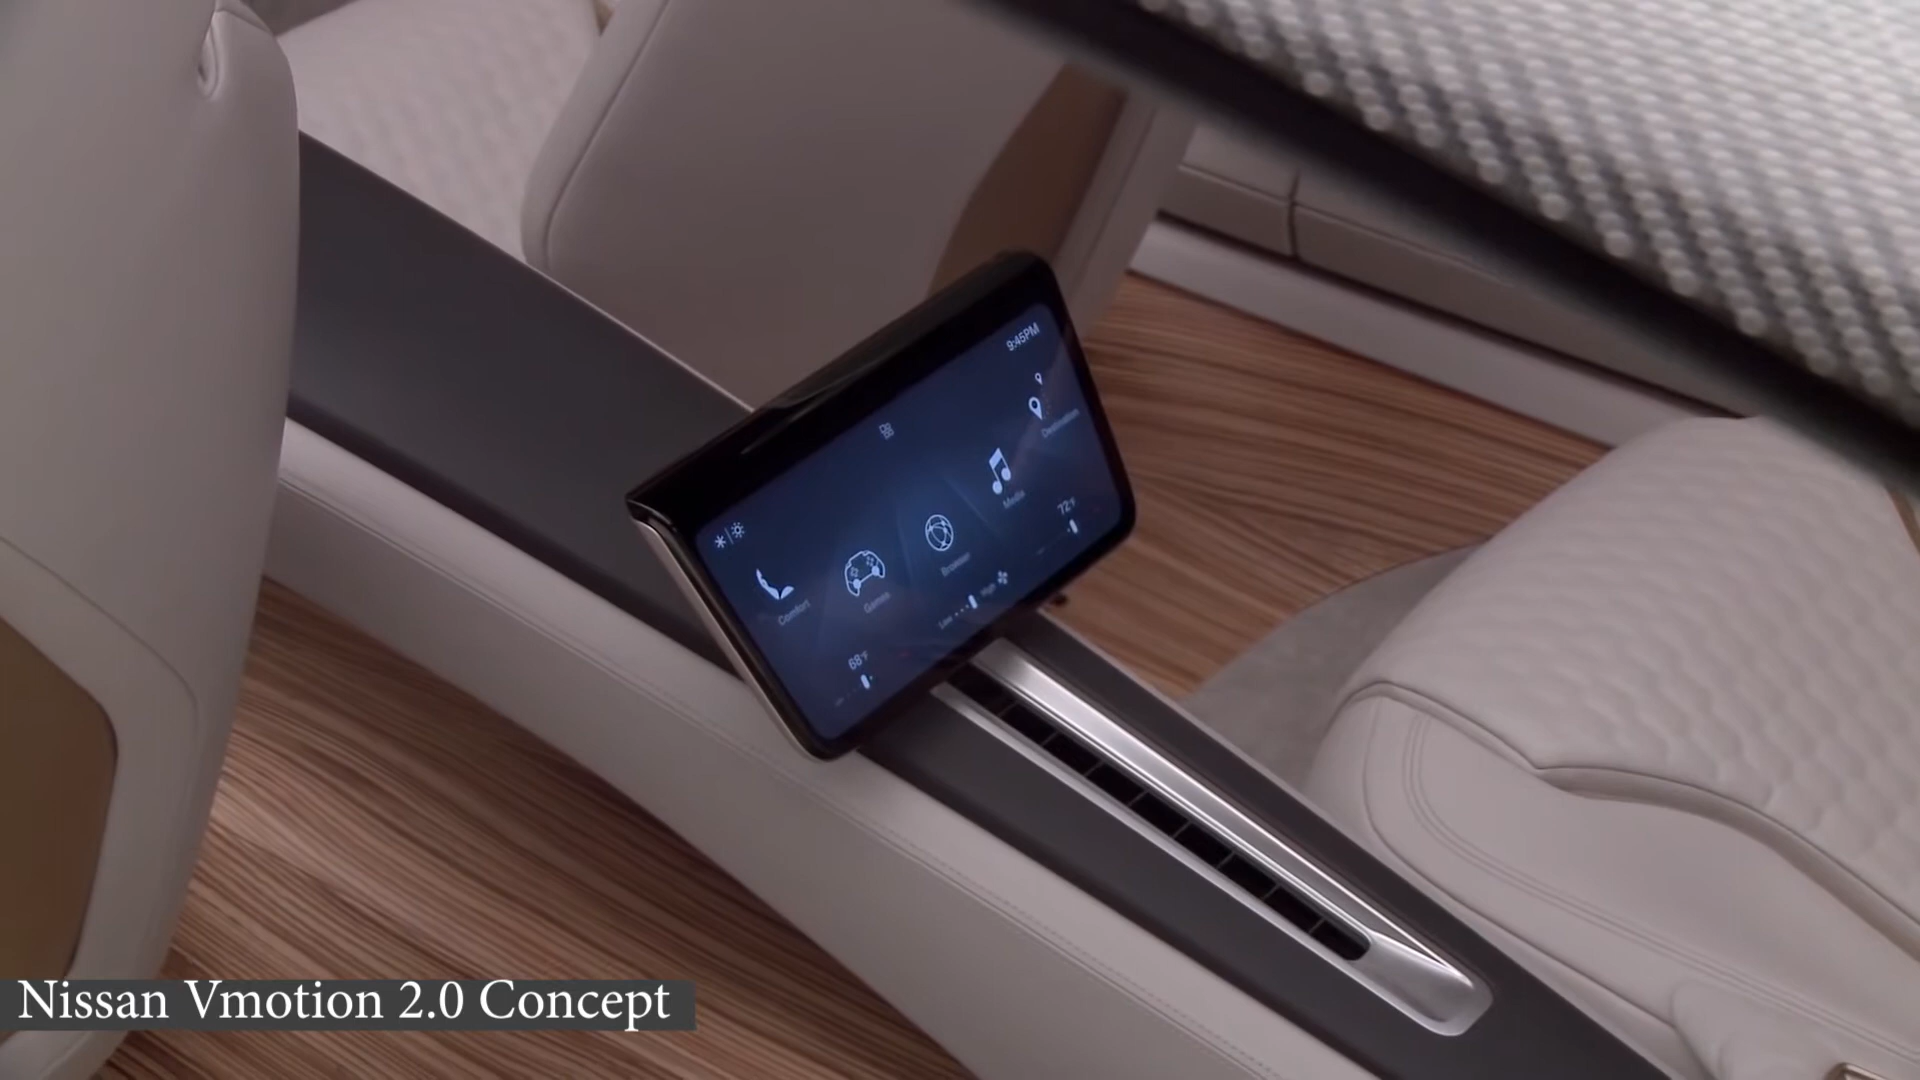 9:45PM
Destination
Media
72°F
Browser
Games
Comfort
High
Low
68°F
Nissan Vmotion 2.0 Concept